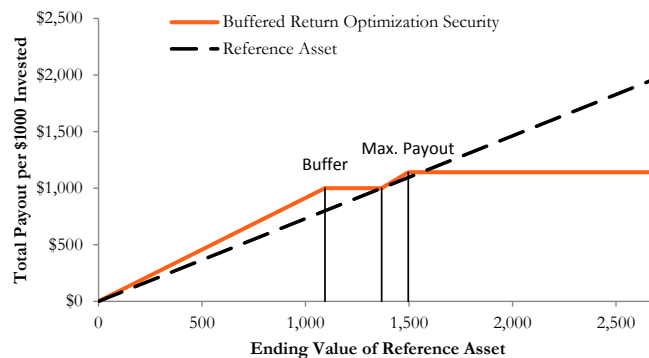 $2,500
Buffered Return Optimization Security
Reference Asset
$2,000
$1,500
Max. Payout
Buffer
$1,000
$500
$0
0
500
1,000
1,500
2,000
2,500
Total Payout per $1000 Invested
Ending Value of Reference Asset